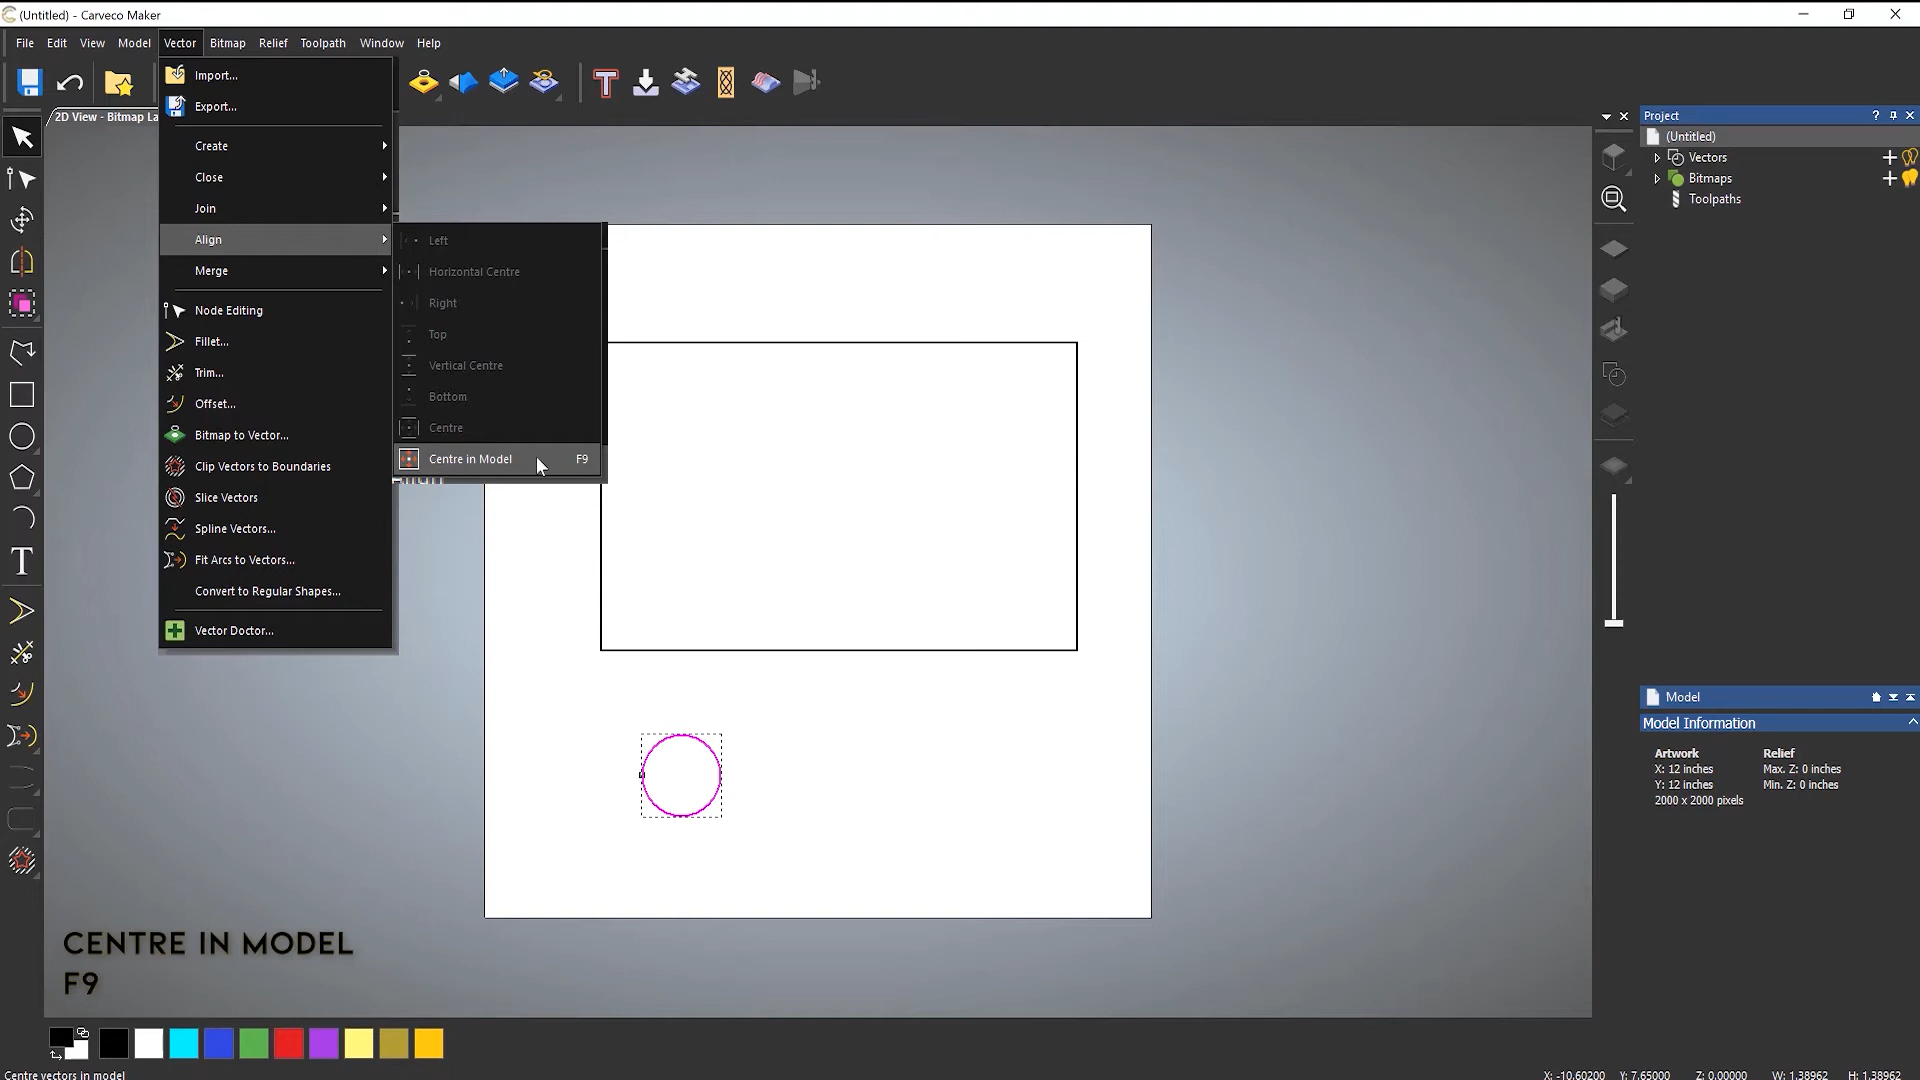 (Untitled) - Carveco Maker
File Edit View Model Vector Bitmap Relief Toolpath Window Help
2D View - Bitmap La
Import...
Export...
Create
Close
Join
Align
Merge
Node Editing
Fillet...
Trim...
Offset...
Bitmap to Vector...
Clip Vectors to Boundaries
Slice Vectors
Spline Vectors...
Fit Arcs to Vectors...
Convert to Regular Shapes...
Vector Doctor...
Left
Horizontal Centre
Right
Top
Vertical Centre
Bottom
Centre
Centre in Model F9
Project
(Untitled)
Vectors
Bitmaps
Toolpaths
Model
Model Information
Artwork Relief
X: 12 inches Max. Z: 0 inches
Y: 12 inches Min. Z: 0 inches
2000 x 2000 pixels
CENTRE IN MODEL
F9
Centre vectors in model
X: -10.60200 Y: 7.65000 Z: 0.00000 W: 1.38962 H: 1.38962